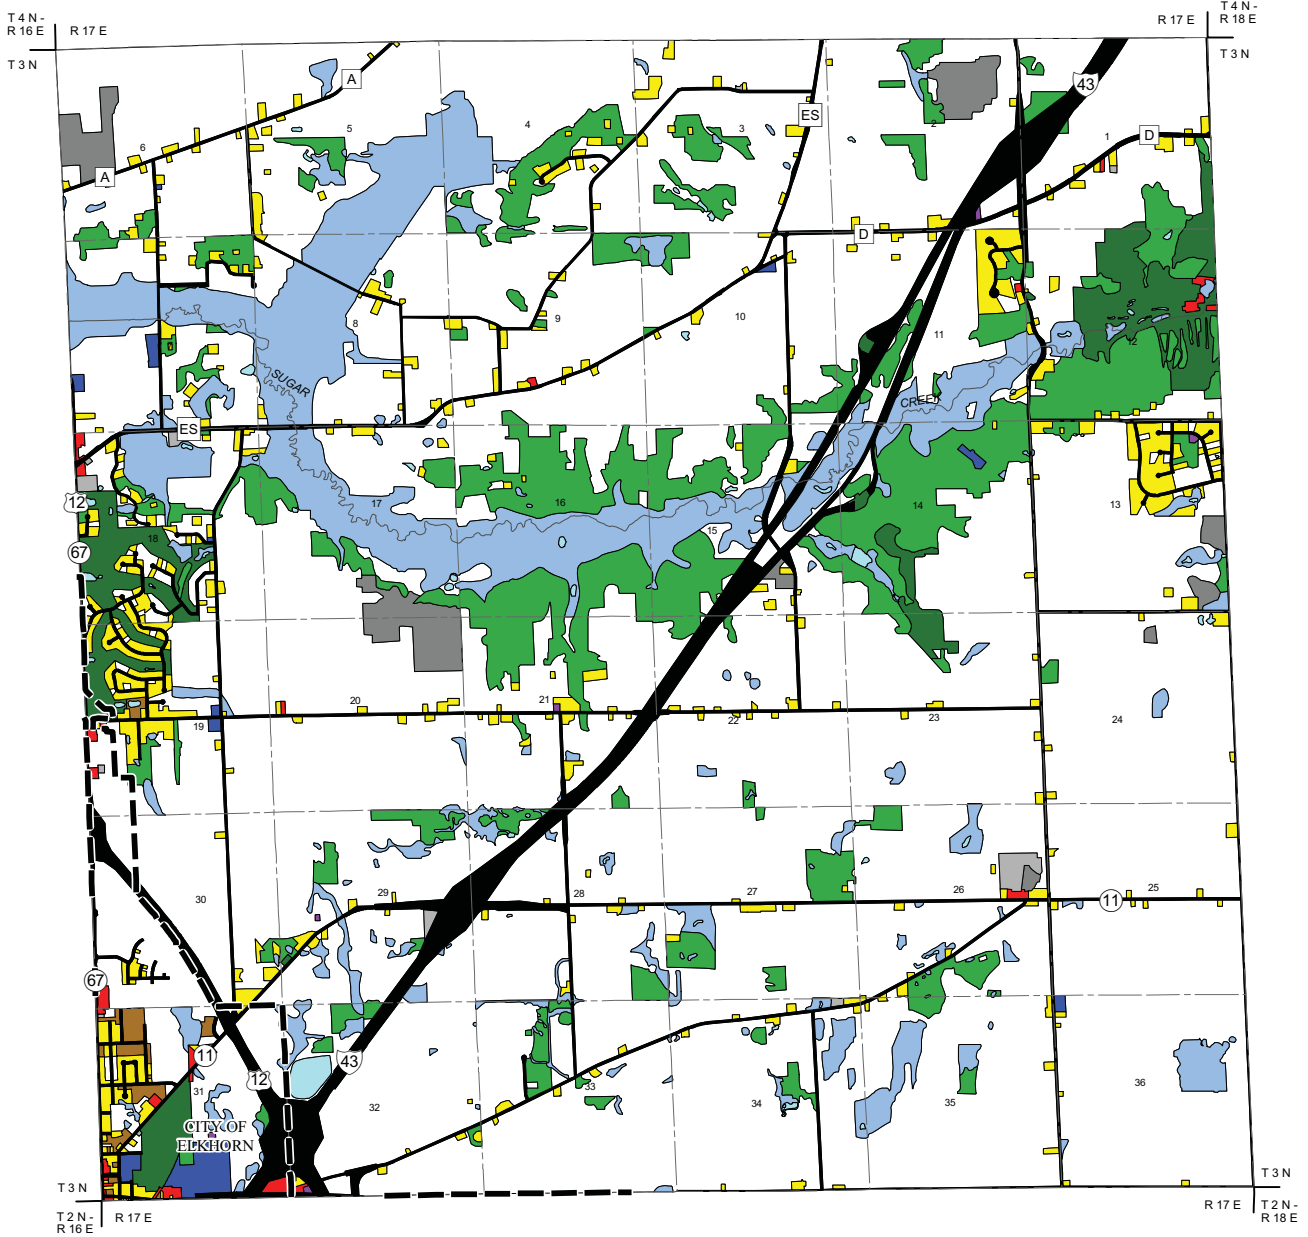 T 4 N -
R 16 E
R 17 E
T 3 N
R 17 E
T 4 N -
R 18 E
T 3 N
A
43
ES
5
4
3
2
1
D
6
A
D
8
9
10
11
12
SUGAR
CREEK
ES
12
17
16
15
14
13
18
67
20
21
22
23
24
19
30
29
28
27
26
25
11
67
11
12
43
31
32
33
34
35
36
CITY OF
ELKHORN
T 3 N
T 2 N -
R 16 E
R 17 E
T 3 N
R 17 E
T 2 N -
R 18 E